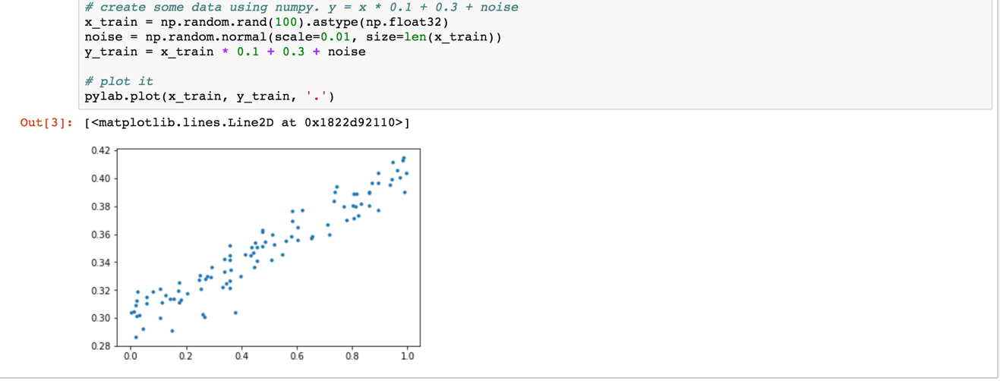 # create some data using numpy. y = x * 0.1 + 0.3 + noise
x_train = np.random.rand(100).astype(np.float32)
noise = np.random.normal(scale=0.01, size=len(x_train))
y_train = x_train * 0.1 + 0.3 + noise
# plot it
pylab.plot(x_train, y_train, '.')
Out[3]: [<matplotlib.lines.Line2D at 0x1822d92110>]
0.42
0.40
0.38
0.36
0.34
0.32
0.30
0.28
0.0 0.2 0.4 0.6 0.8 1.0